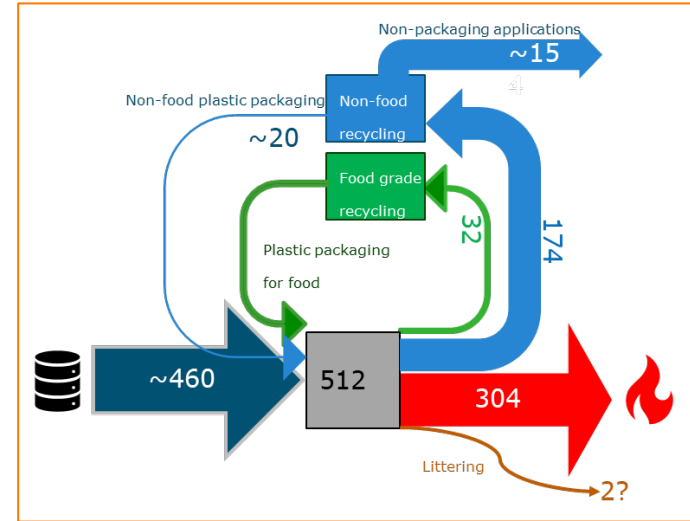 Non-packaging applications
~15
4
Non-food plastic packaging
~20
Non-food
recycling
Food grade
recycling
32
174
Plastic packaging
for food
~460
512
304
Littering
2?